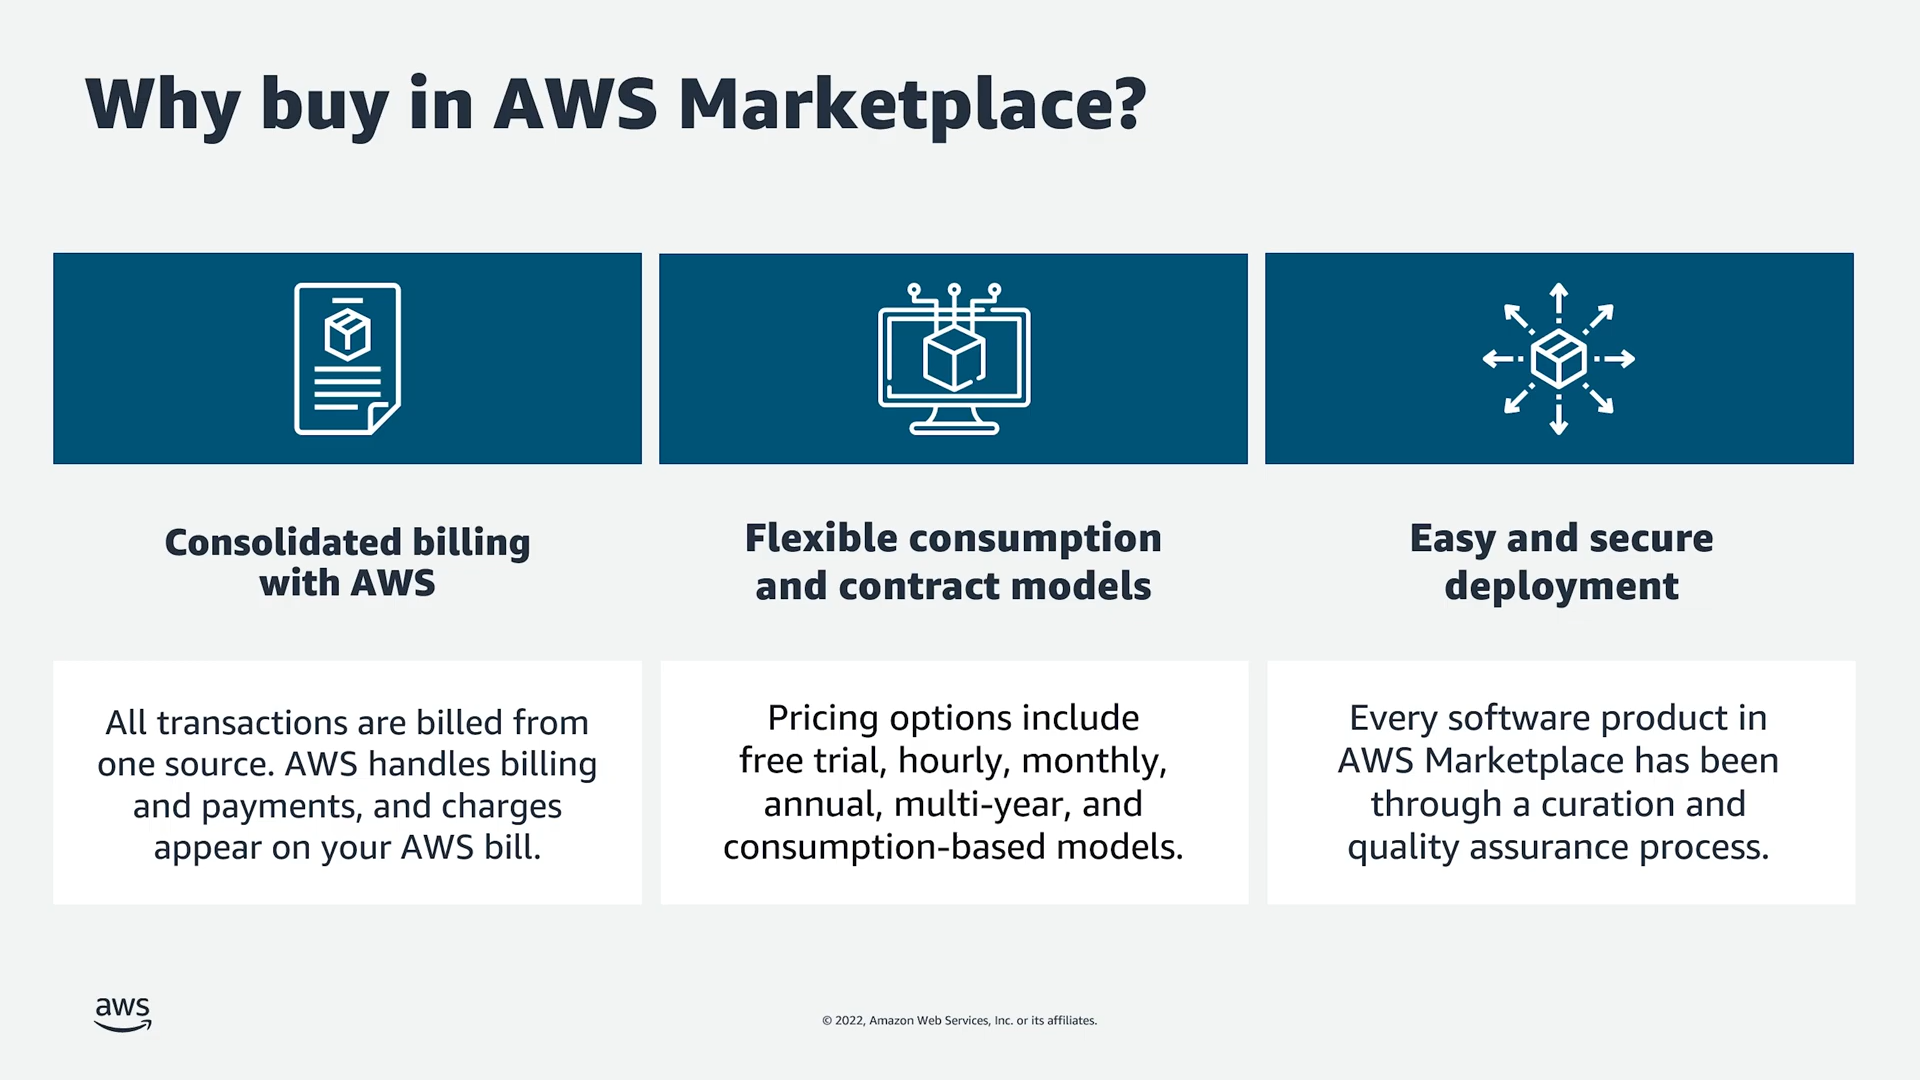 Why buy in AWS Marketplace?
Consolidated billing
with AWS
All transactions are billed from
one source. AWS handles billing
and payments, and charges
appear on your AWS bill.
Flexible consumption
and contract models
Pricing options include
free trial, hourly, monthly,
annual, multi-year, and
consumption-based models.
Easy and secure
deployment
Every software product in
AWS Marketplace has been
through a curation and
quality assurance process.
aws
© 2022, Amazon Web Services, Inc. or its affiliates.